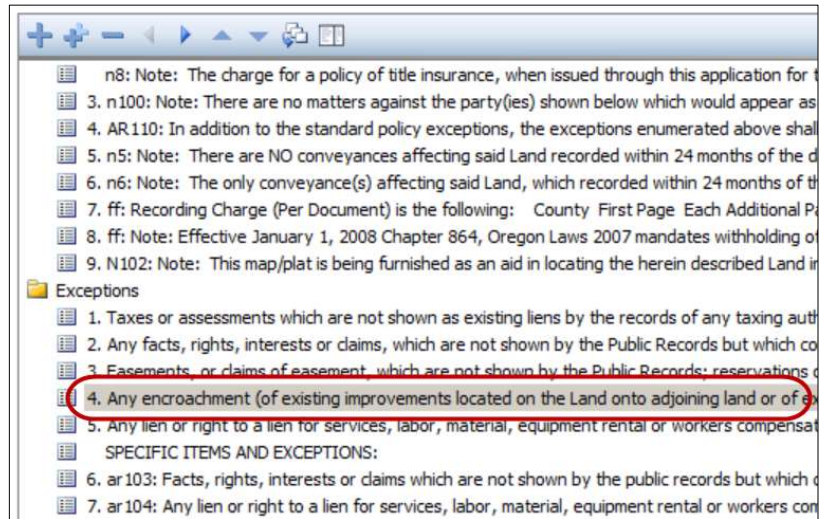 n8: Note: The charge for a policy of title insurance, when issued through this application for t
3. n100: Note: There are no matters against the party(ies) shown below which would appear as
4. AR110: In addition to the standard policy exceptions, the exceptions enumerated above shall
5. n5: Note: There are NO conveyances affecting said Land recorded within 24 months of the d
6. n6: Note: The only conveyance(s) affecting said Land, which recorded within 24 months of th
7. ff: Recording Charge (Per Document) is the following: County First Page Each Additional Pa
8. ff: Note: Effective January 1, 2008 Chapter 864, Oregon Laws 2007 mandates withholding of
9. N102: Note: This map/plat is being furnished as an aid in locating the herein described Land in
Exceptions
1. Taxes or assessments which are not shown as existing liens by the records of any taxing auth
2. Any facts, rights, interests or claims, which are not shown by the Public Records but which co
3. Easements, or claims of easement, which are not shown by the Public Records; reservations o
4. Any encroachment (of existing improvements located on the Land onto adjoining land or of ex
5. Any lien or right to a lien for services, labor, material, equipment rental or workers compensat
SPECIFIC ITEMS AND EXCEPTIONS:
6. ar103: Facts, rights, interests or claims which are not shown by the public records but which c
7. ar104: Any lien or right to a lien for services, labor, material, equipment rental or workers com